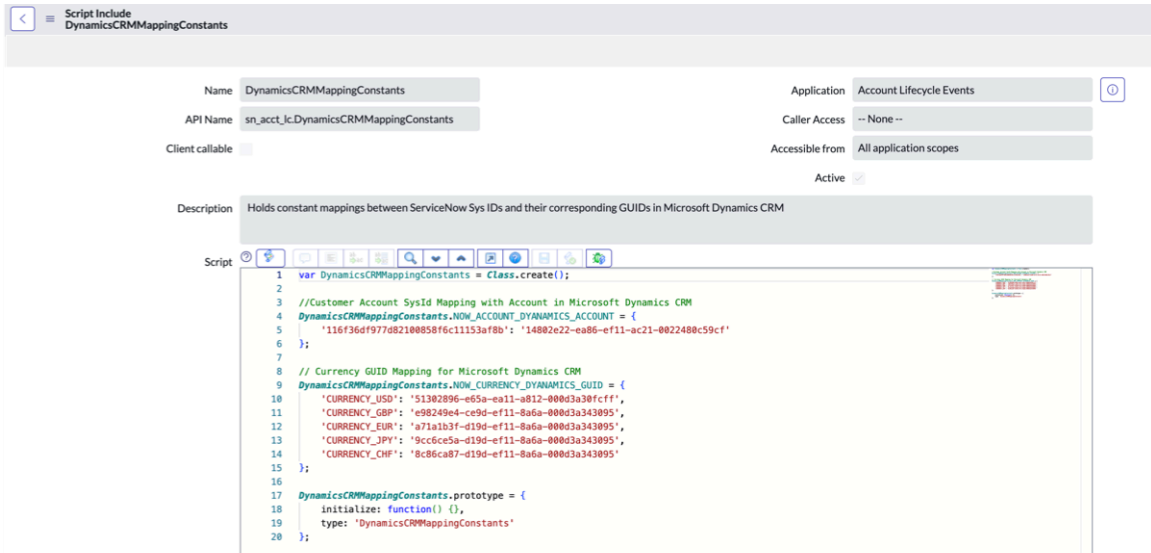 Script Include
DynamicsCRMMappingConstants
Name DynamicsCRMMappingConstants
Application Account Lifecycle Events
API Name sn_acct_lc.DynamicsCRMMappingConstants
Caller Access -- None --
Client callable
Accessible from All application scopes
Active
Description Holds constant mappings between ServiceNow Sys IDs and their corresponding GUIDs in Microsoft Dynamics CRM
Script
1 var DynamicsCRMMappingConstants = Class.create();
2
3 //Customer Account SysId Mapping with Account in Microsoft Dynamics CRM
4 DynamicsCRMMappingConstants.NOW_ACCOUNT_DYANAMICS_ACCOUNT = {
5 '116f36df977d82100858f6c11153af8b': '14802e22-ea86-ef11-ac21-0022480c59cf'
6 };
7
8 // Currency GUID Mapping for Microsoft Dynamics CRM
9 DynamicsCRMMappingConstants.NOW_CURRENCY_DYANAMICS_GUID = {
10 'CURRENCY_USD': '51302896-e65a-ea11-a812-000d3a30fcff',
11 'CURRENCY_GBP': 'e98249e4-ce9d-ef11-8a6a-000d3a343095',
12 'CURRENCY_EUR': 'a71a1b3f-d19d-ef11-8a6a-000d3a343095',
13 'CURRENCY_JPY': '9cc6ce5a-d19d-ef11-8a6a-000d3a343095',
14 'CURRENCY_CHF': '8c86ca87-d19d-ef11-8a6a-000d3a343095'
15 };
16
17 DynamicsCRMMappingConstants.prototype = {
18 initialize: function() {},
19 type: 'DynamicsCRMMappingConstants'
20 };